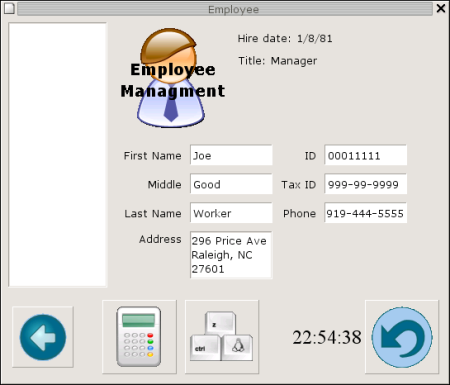 Employee
Hire date: 1/8/81
Employee
Managment
Title: Manager
First Name Joe ID 00011111
Middle Good Tax ID 999-99-9999
Last Name Worker Phone 919-444-5555
Address 296 Price Ave
Raleigh, NC
27601
z
ctrl
22:54:38